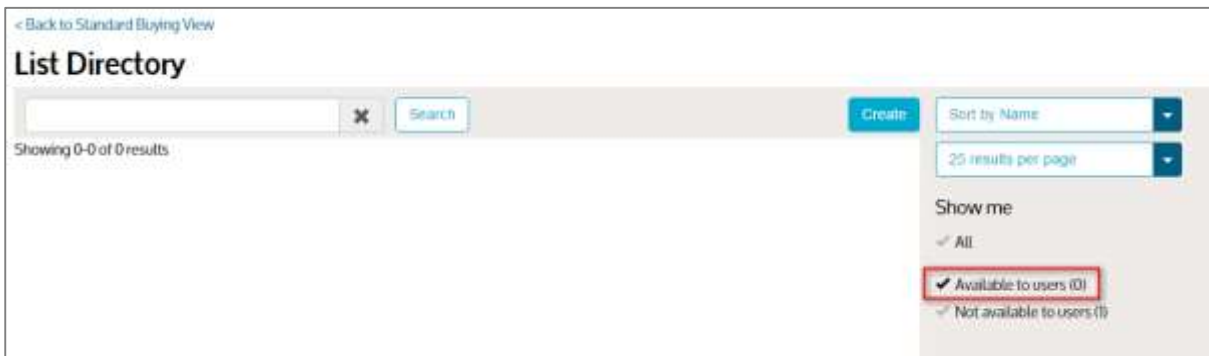 < Back to Standard Buying View
List Directory
Search
Create
Sort by Name
Showing 0-0 of 0 results
25 results per page
Show me
All
Available to users (0)
Not available to users (1)